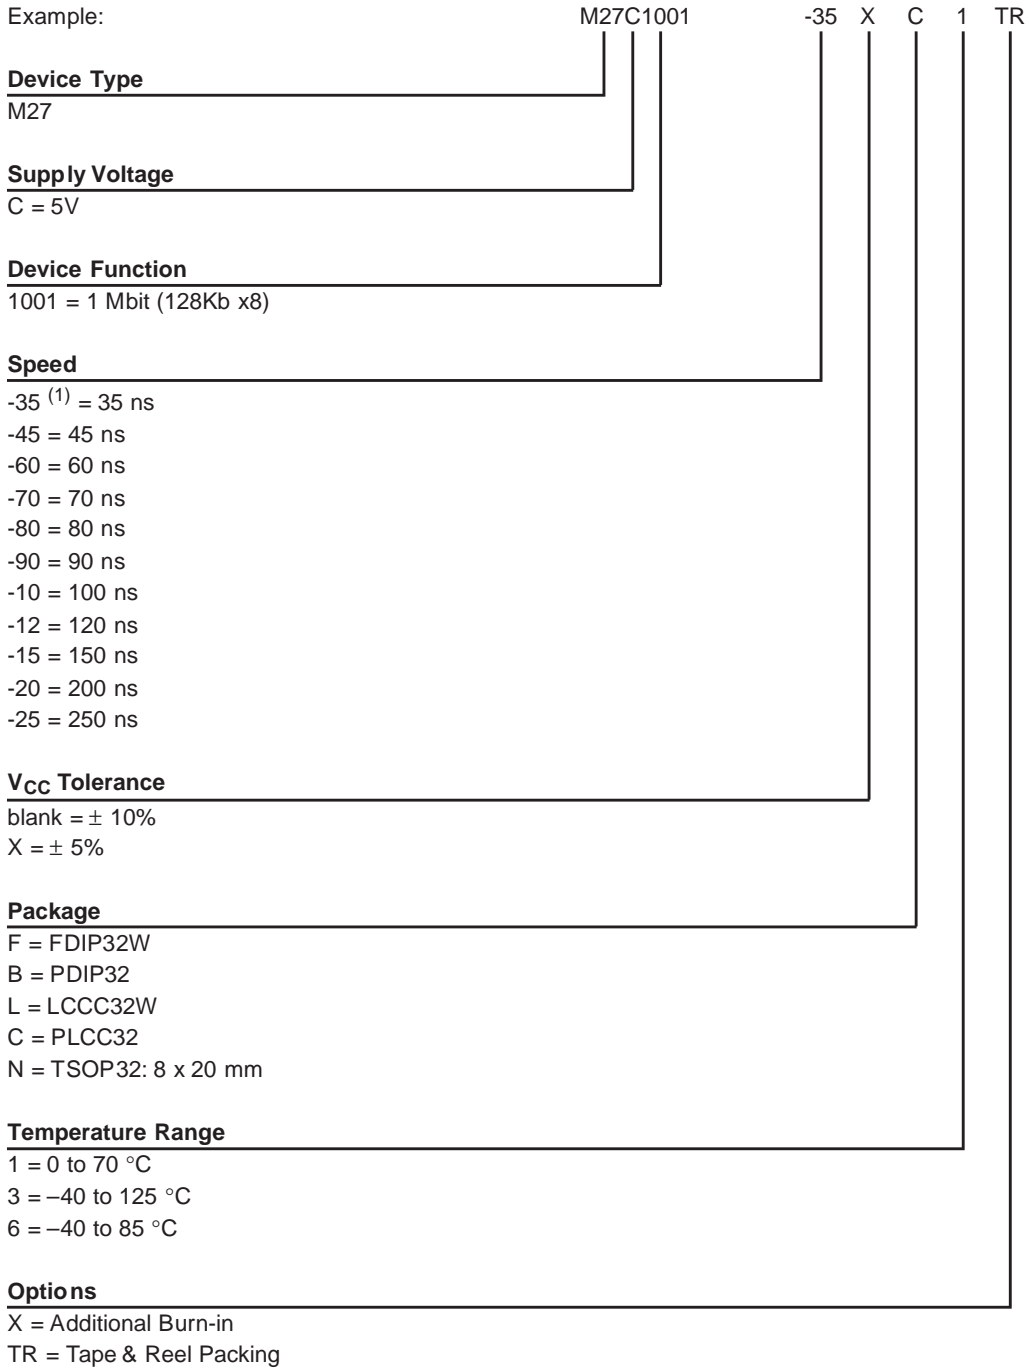 Example: M27C1001 -35 X C 1 TR
Device Type
M27
Supply Voltage
C = 5V
Device Function
1001 = 1 Mbit (128Kb x8)
Speed
-35 (1) = 35 ns
-45 = 45 ns
-60 = 60 ns
-70 = 70 ns
-80 = 80 ns
-90 = 90 ns
-10 = 100 ns
-12 = 120 ns
-15 = 150 ns
-20 = 200 ns
-25 = 250 ns
VCC Tolerance
blank = ± 10%
X = ± 5%
Package
F = FDIP32W
B = PDIP32
L = LCCC32W
C = PLCC32
N = TSOP32: 8 x 20 mm
Temperature Range
1 = 0 to 70 °C
3 = –40 to 125 °C
6 = –40 to 85 °C
Options
X = Additional Burn-in
TR = Tape & Reel Packing